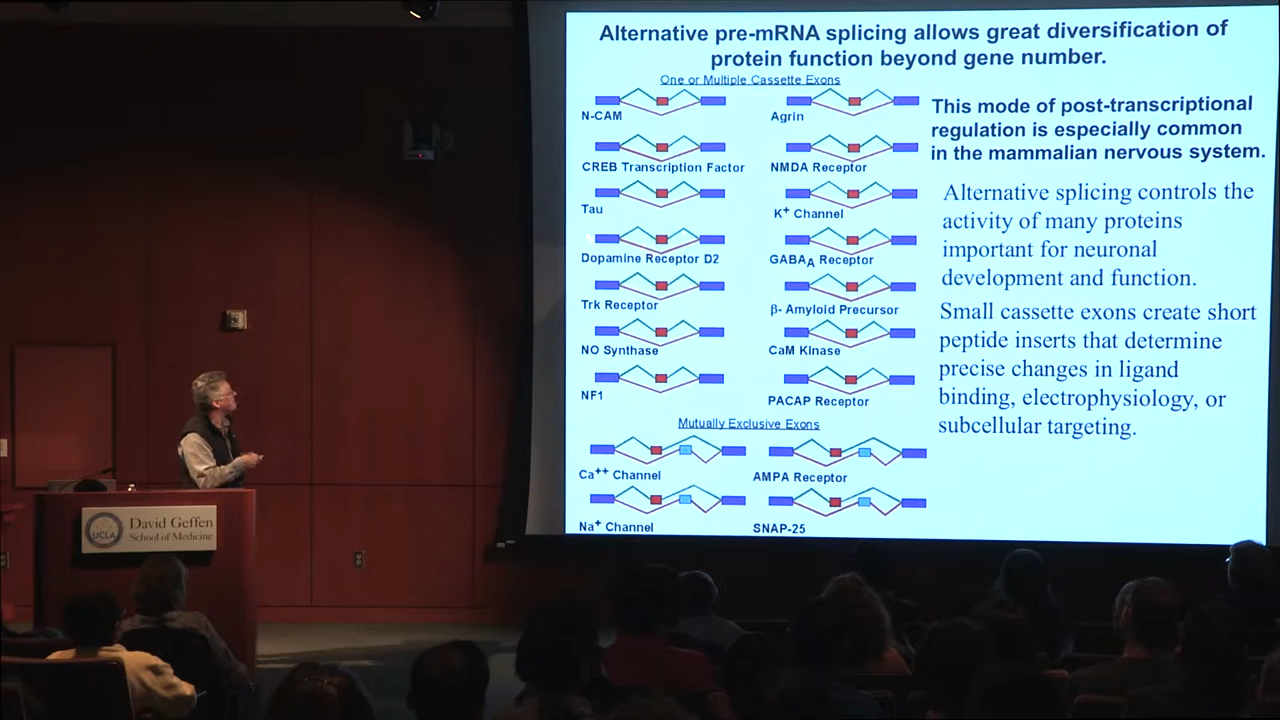 Alternative pre-mRNA splicing allows great diversification of
protein function beyond gene number.
One or Multiple Cassette Exons
N-CAM
Agrin
CREB Transcription Factor
NMDA Receptor
Tau
K⁺ Channel
Dopamine Receptor D2
GABA_A Receptor
Trk Receptor
β- Amyloid Precursor
NO Synthase
CaM Kinase
NF1
PACAP Receptor
Mutually Exclusive Exons
Ca⁺⁺ Channel
AMPA Receptor
Na⁺ Channel
SNAP-25
This mode of post-transcriptional
regulation is especially common
in the mammalian nervous system.
Alternative splicing controls the
activity of many proteins
important for neuronal
development and function.
Small cassette exons create short
peptide inserts that determine
precise changes in ligand
binding, electrophysiology, or
subcellular targeting.
UCLA
David Geffen
School of Medicine